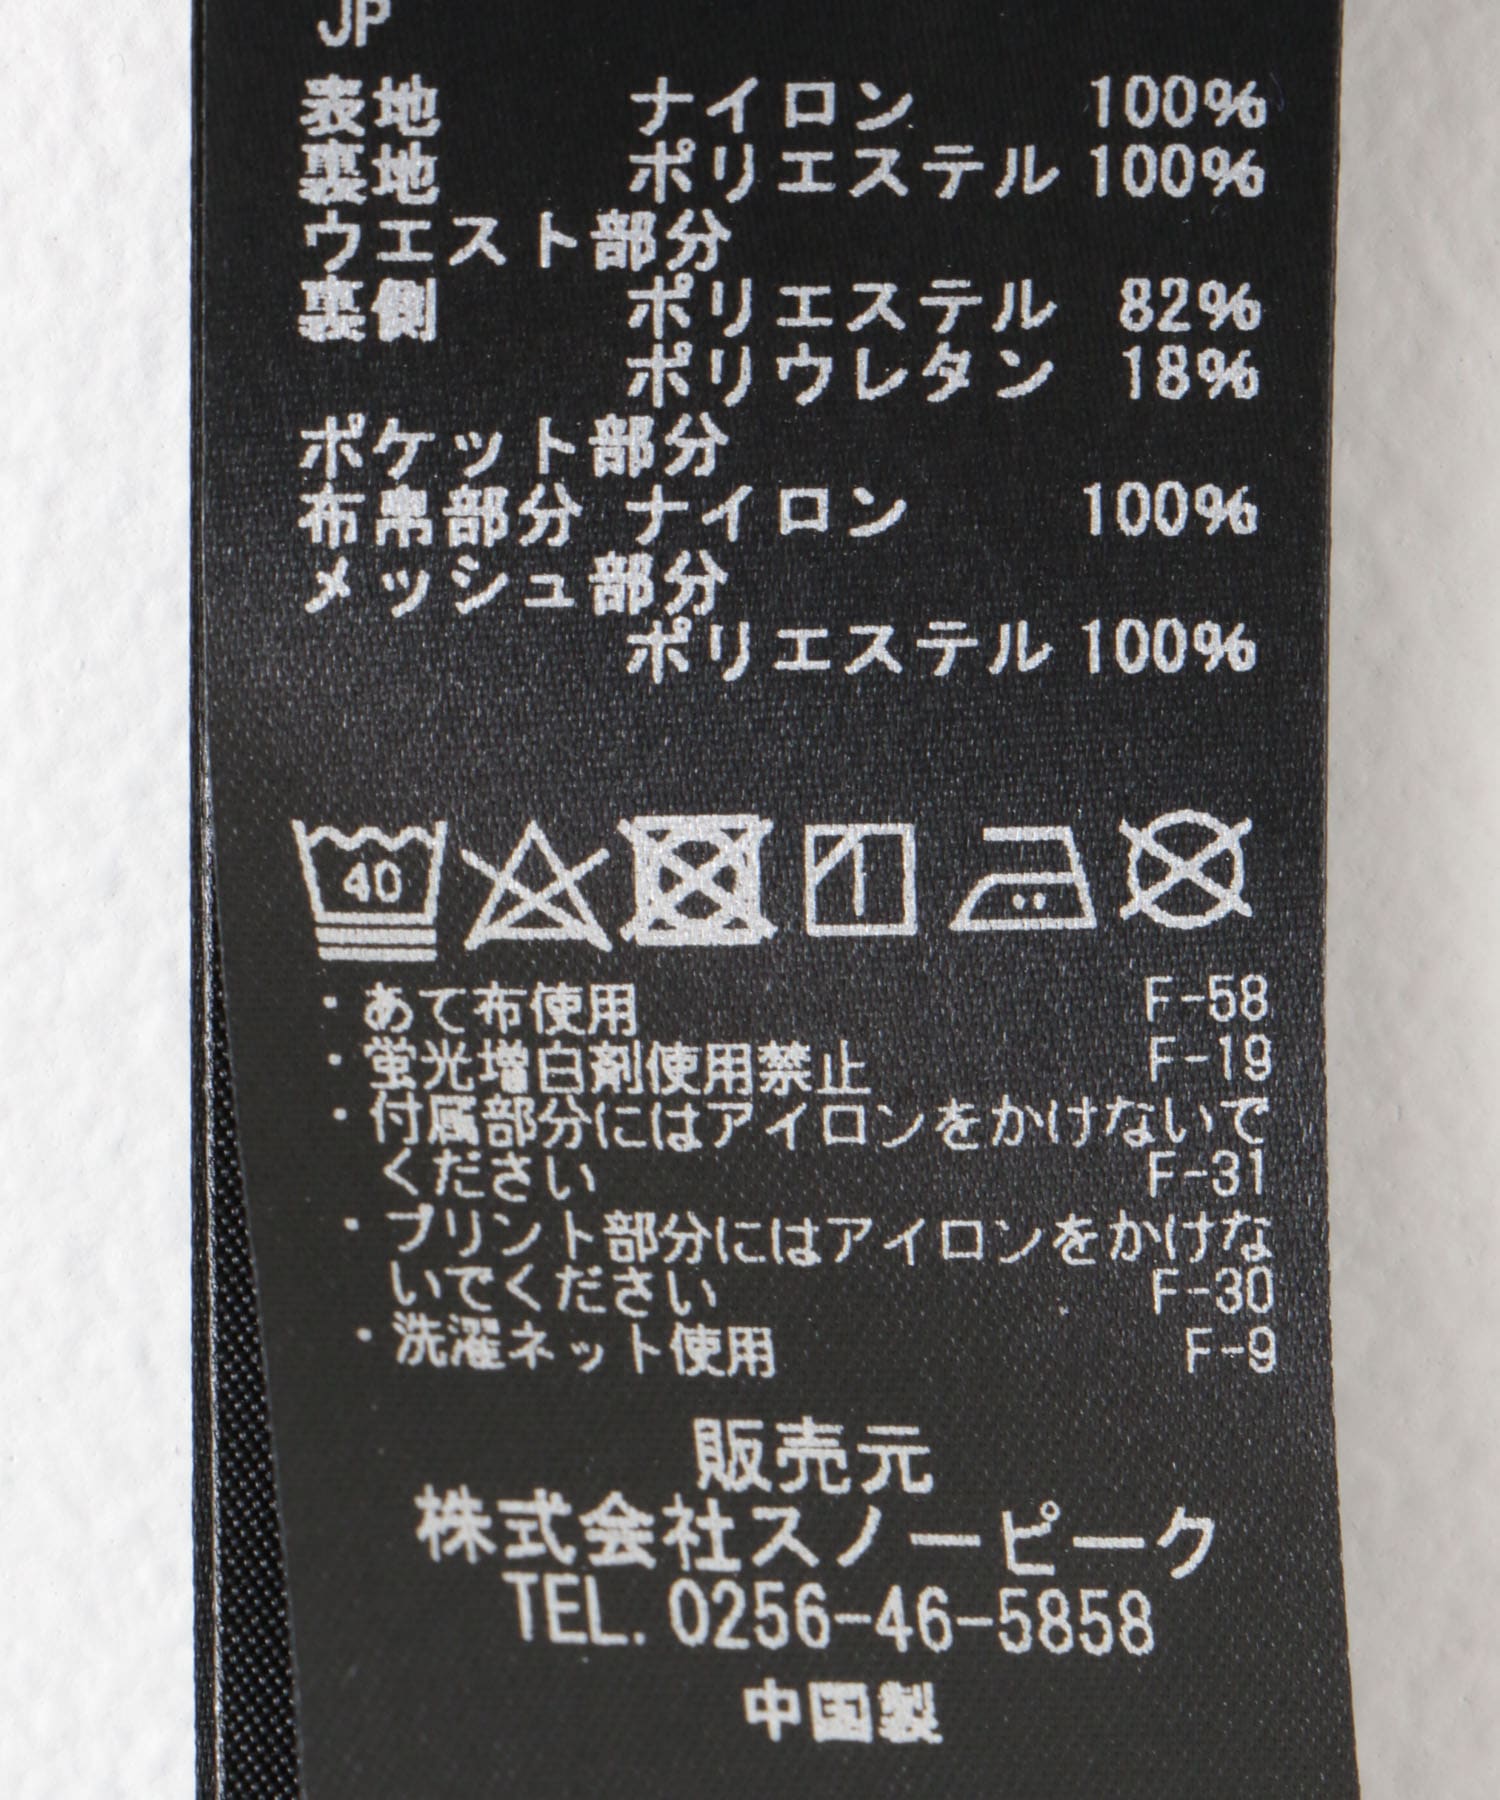 JP
表地 ナイロン 100%
裏地 ポリエステル 100%
ウエスト部分
裏側 ポリエステル 82%
ポリウレタン 18%
ポケット部分
布帛部分 ナイロン 100%
メッシュ部分
ポリエステル 100%
40
・あて布使用 F-58
・蛍光増白剤使用禁止 F-19
・付属部分にはアイロンをかけないで
ください F-31
・プリント部分にはアイロンをかけな
いでください F-30
・洗濯ネット使用 F-9
販売元
株式会社スノーピーク
TEL. 0256-46-5858
中国製